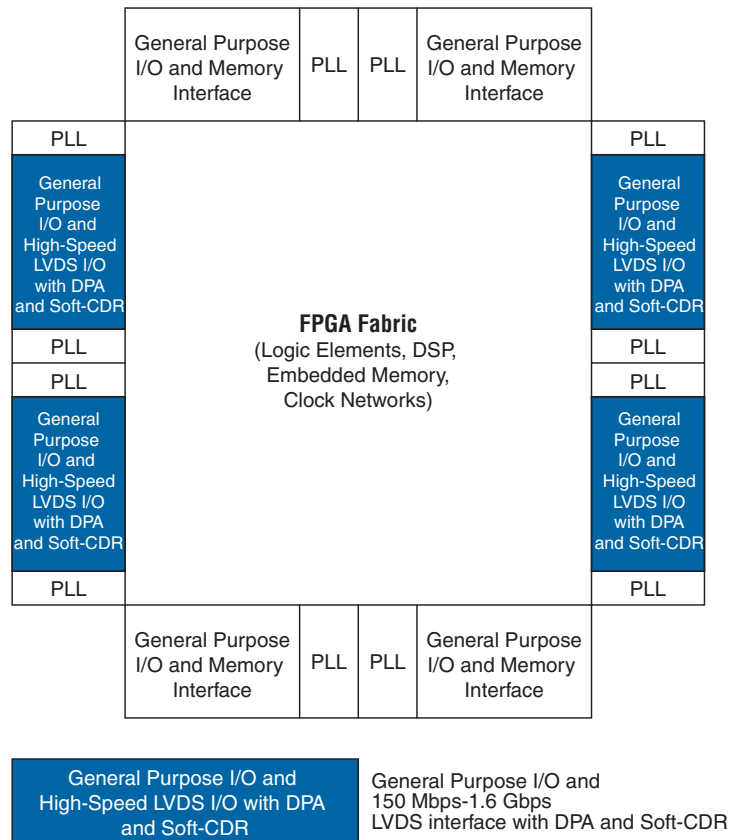 General Purpose
I/O and Memory
Interface
PLL
PLL
General Purpose
I/O and Memory
Interface
PLL
General
Purpose
I/O and
High-Speed
LVDS I/O
with DPA
and Soft-CDR
PLL
PLL
General
Purpose
I/O and
High-Speed
LVDS I/O
with DPA
and Soft-CDR
PLL
FPGA Fabric
(Logic Elements, DSP,
Embedded Memory,
Clock Networks)
PLL
General
Purpose
I/O and
High-Speed
LVDS I/O
with DPA
and Soft-CDR
PLL
PLL
General
Purpose
I/O and
High-Speed
LVDS I/O
with DPA
and Soft-CDR
PLL
General Purpose
I/O and Memory
Interface
PLL
PLL
General Purpose
I/O and Memory
Interface
General Purpose I/O and
High-Speed LVDS I/O with DPA
and Soft-CDR
General Purpose I/O and
150 Mbps-1.6 Gbps
LVDS interface with DPA and Soft-CDR